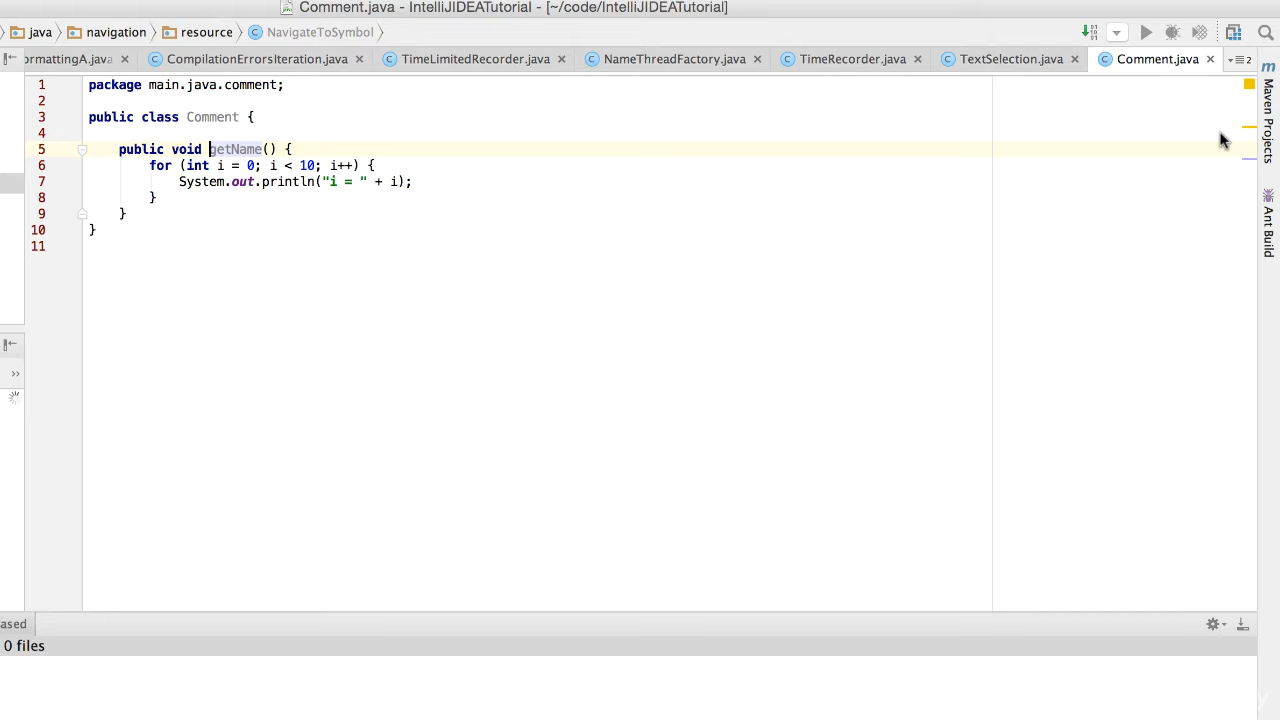 Comment.java - IntelliJIDEATutorial - [~/code/IntelliJIDEATutorial]
java navigation resource NavigateToSymbol
ormattingA.java CompilationErrorsIteration.java TimeLimitedRecorder.java NameThreadFactory.java TimeRecorder.java TextSelection.java Comment.java
1 package main.java.comment;
2
3 public class Comment {
4
5 public void getName() {
6 for (int i = 0; i < 10; i++) {
7 System.out.println("i = " + i);
8 }
9 }
10 }
11
Maven Projects
Ant Build
ased
0 files